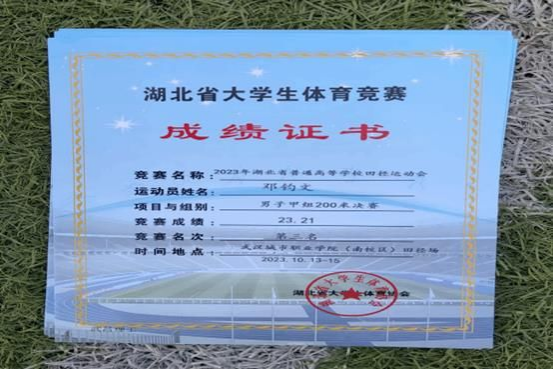 湖北省大学生体育竞赛
成绩证书
竞赛名称：2023年湖北省普通高等学校田径运动会
运动员姓名：邓钧文
项目与组别：男子甲组200米决赛
竞赛成绩：23.21
竞赛名次：第三名
时间地点：武汉城市职业学院（南校区）田径场
2023.10.13-15
湖北省大学生体育协会